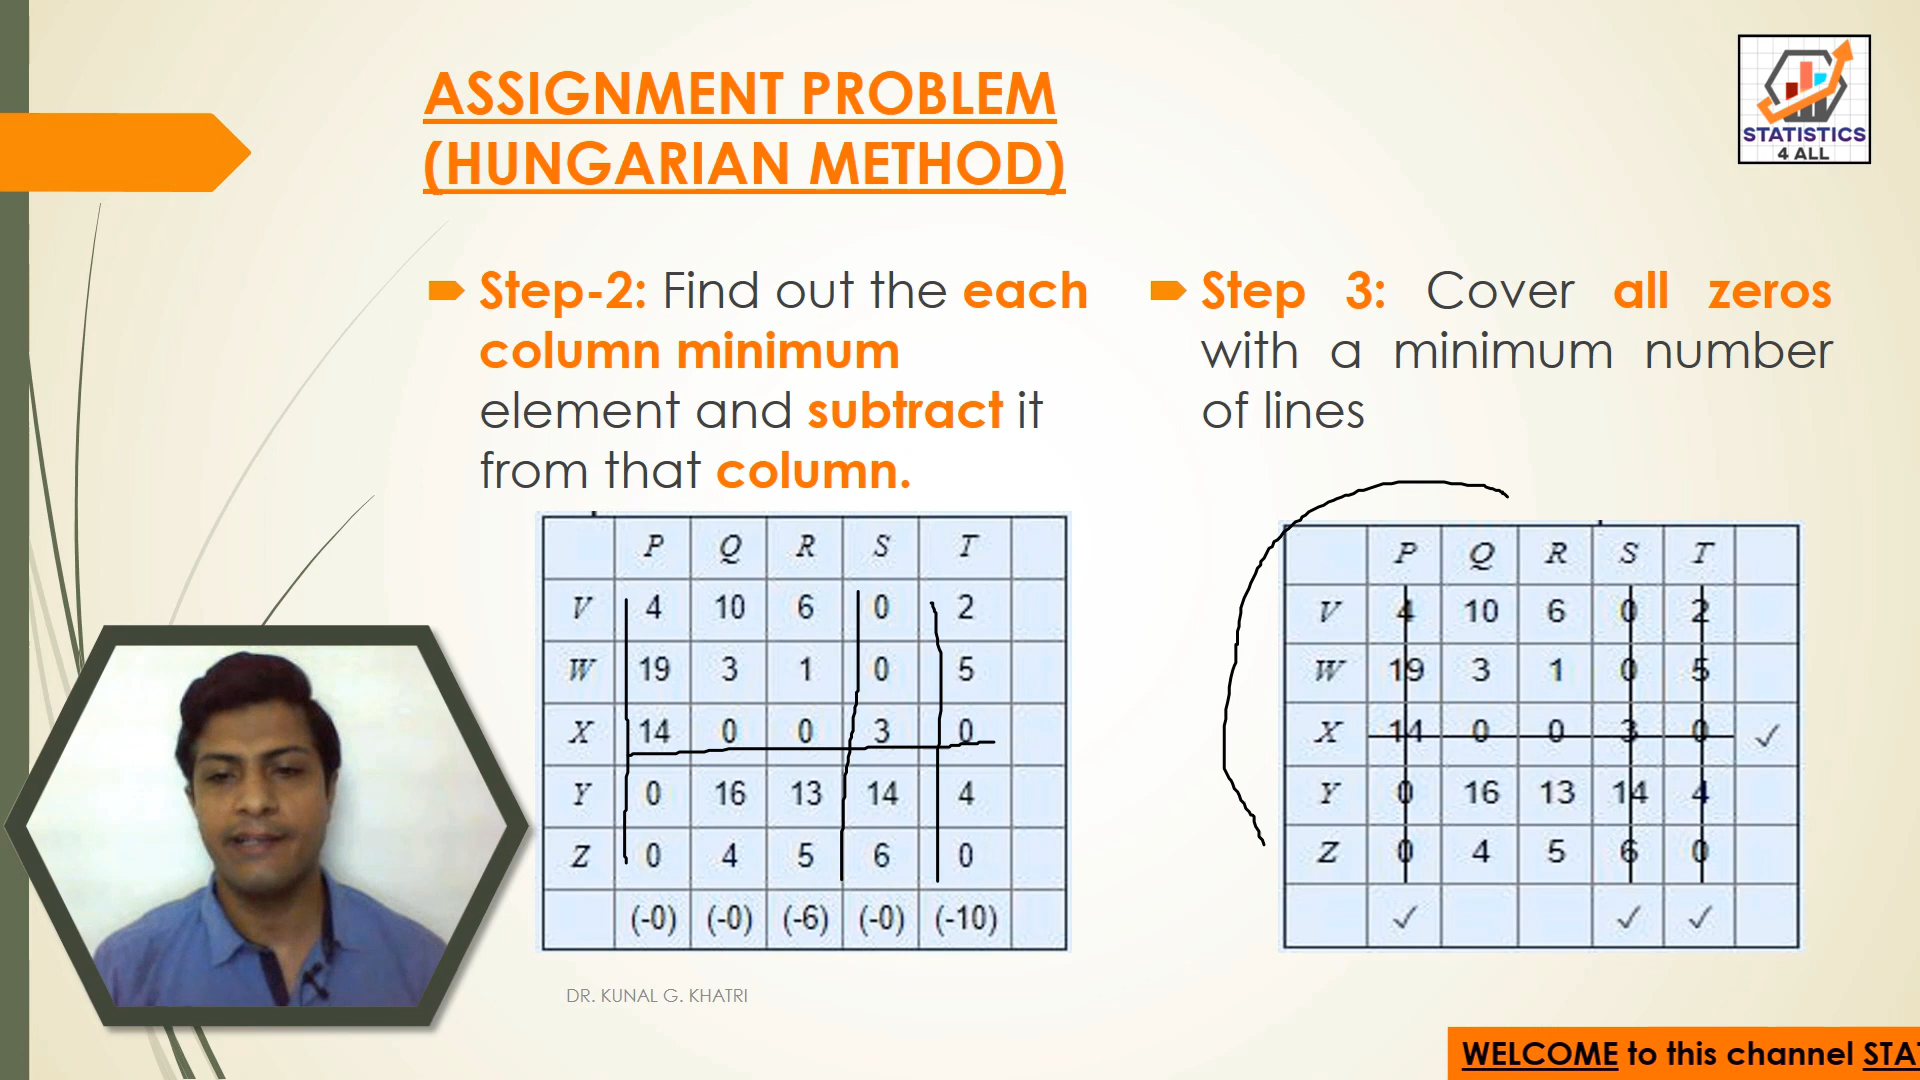 ASSIGNMENT PROBLEM
(HUNGARIAN METHOD)
STATISTICS
4 ALL
Step-2: Find out the each
column minimum
element and subtract it
from that column.
P Q R S T
V 4 10 6 0 2
W 19 3 1 0 5
X 14 0 0 3 0
Y 0 16 13 14 4
Z 0 4 5 6 0
(-0) (-0) (-6) (-0) (-10)
Step 3: Cover all zeros
with a minimum number
of lines
P Q R S T
V 4 10 6 0 2
W 19 3 1 0 5
X 14 0 0 3 0 ✓
Y 0 16 13 14 4
Z 0 4 5 6 0
✓ ✓ ✓
DR. KUNAL G. KHATRI
WELCOME to this channel STA